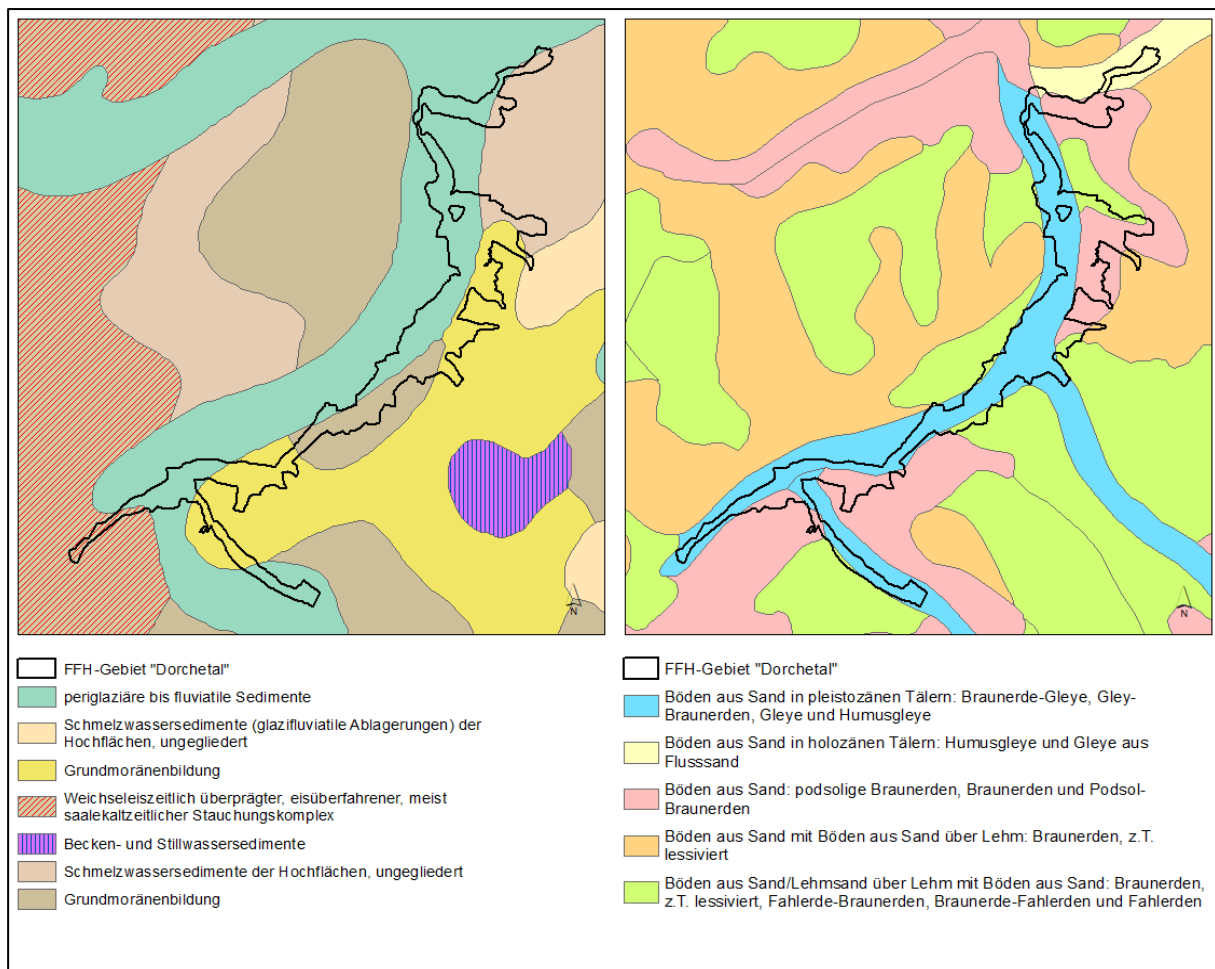 N
N
FFH-Gebiet "Dorchetal"
periglaziäre bis fluviatile Sedimente
Schmelzwassersedimente (glazifluviatile Ablagerungen) der
Hochflächen, ungegliedert
Grundmoränenbildung
Weichseleiszeitlich überprägter, eisüberfahrener, meist
saalekaltzeitlicher Stauchungskomplex
Becken- und Stillwassersedimente
Schmelzwassersedimente der Hochflächen, ungegliedert
Grundmoränenbildung
FFH-Gebiet "Dorchetal"
Böden aus Sand in pleistozänen Tälern: Braunerde-Gleye, Gley-
Braunerden, Gleye und Humusgleye
Böden aus Sand in holozänen Tälern: Humusgleye und Gleye aus
Flusssand
Böden aus Sand: podsolige Braunerden, Braunerden und Podsol-
Braunerden
Böden aus Sand mit Böden aus Sand über Lehm: Braunerden, z.T.
lessiviert
Böden aus Sand/Lehmsand über Lehm mit Böden aus Sand: Braunerden,
z.T. lessiviert, Fahlerde-Braunerden, Braunerde-Fahlerden und Fahlerden